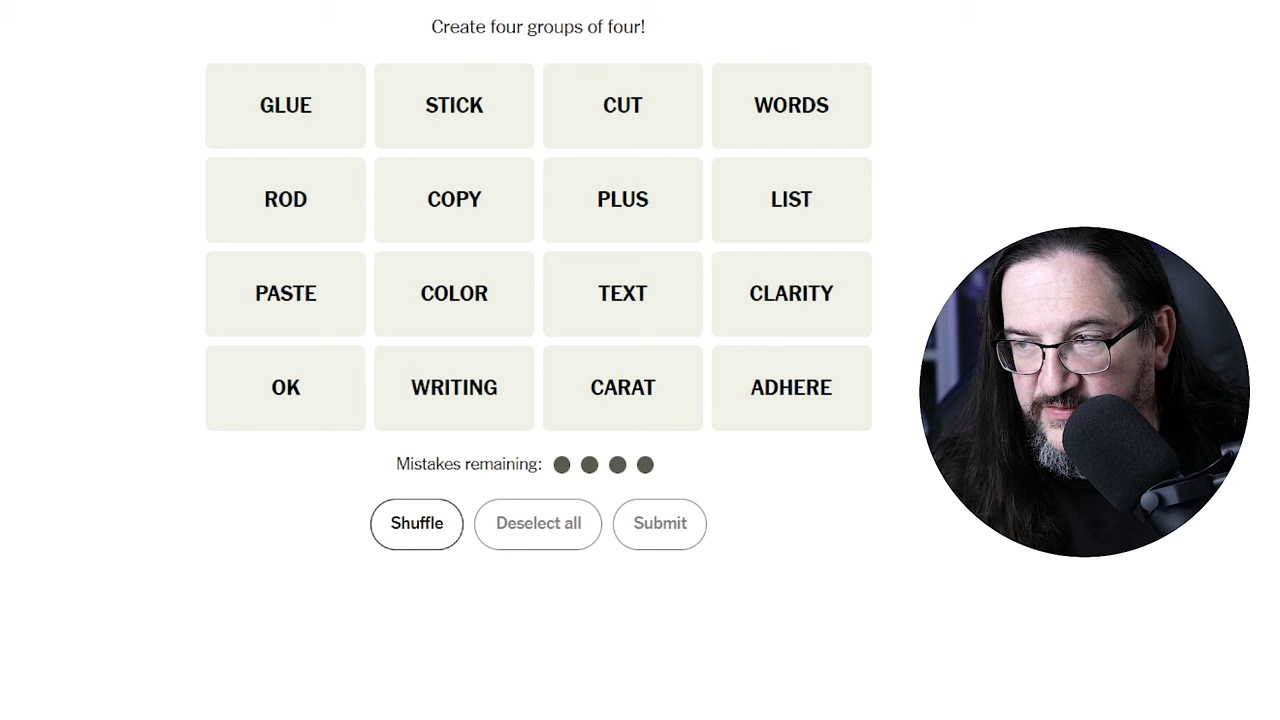 Create four groups of four!
GLUE STICK CUT WORDS
ROD COPY PLUS LIST
PASTE COLOR TEXT CLARITY
OK WRITING CARAT ADHERE
Mistakes remaining:
Shuffle Deselect all Submit